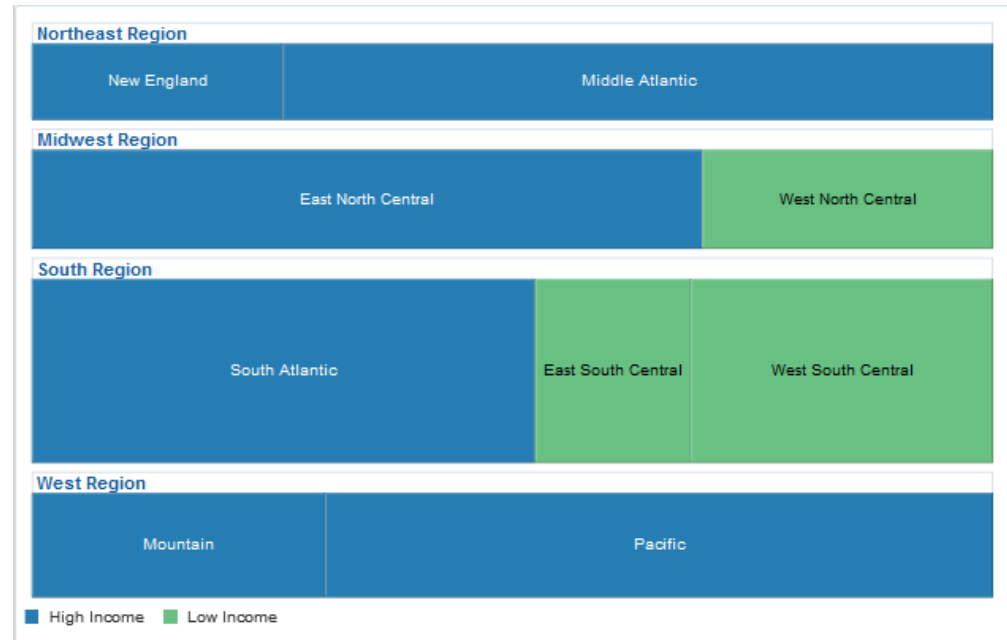 Northeast Region
New England
Middle Atlantic
Midwest Region
East North Central
West North Central
South Region
South Atlantic
East South Central
West South Central
West Region
Mountain
Pacific
High Income
Low Income